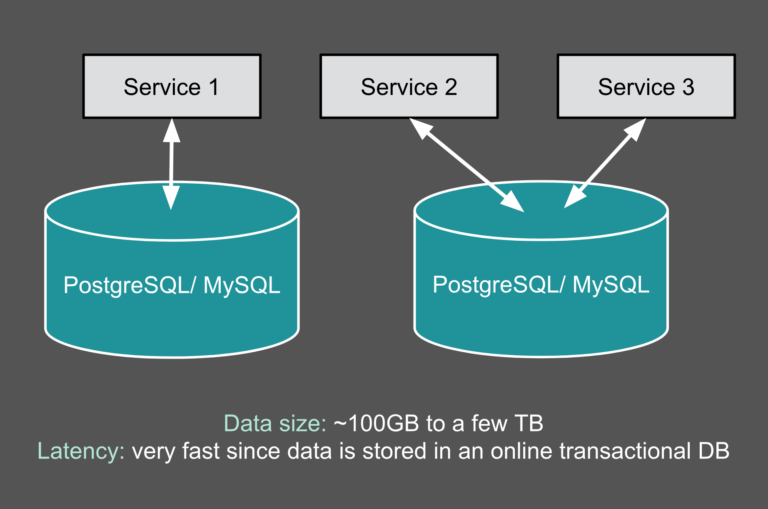 Service 1
Service 2
Service 3
PostgreSQL/ MySQL
PostgreSQL/ MySQL
Data size: ~100GB to a few TB
Latency: very fast since data is stored in an online transactional DB